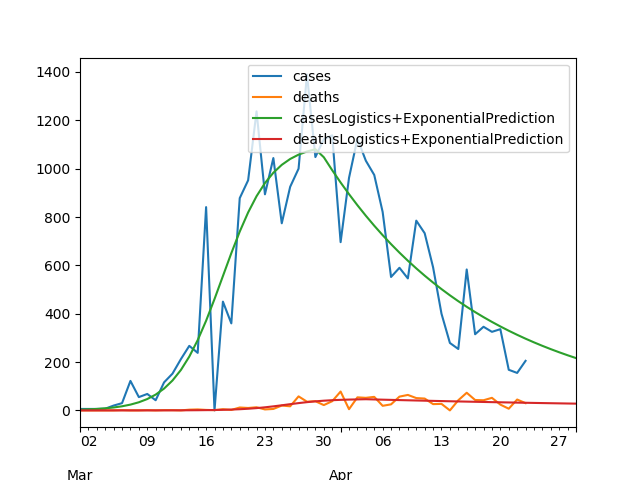 1400
1200
1000
800
600
400
200
0
cases
deaths
casesLogistics+ExponentialPrediction
deathsLogistics+ExponentialPrediction
02 09 16 23 30 06 13 20 27
Mar Apr